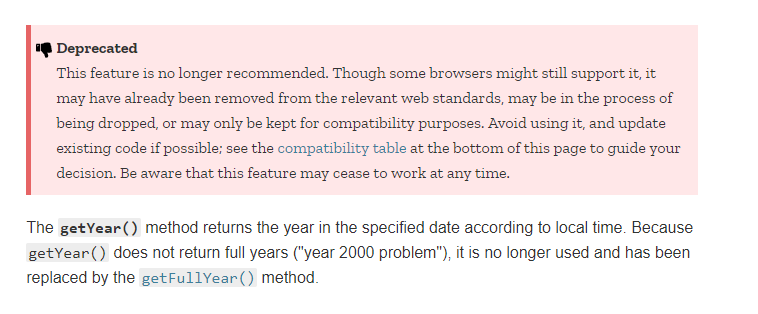 Deprecated
This feature is no longer recommended. Though some browsers might still support it, it
may have already been removed from the relevant web standards, may be in the process of
being dropped, or may only be kept for compatibility purposes. Avoid using it, and update
existing code if possible; see the compatibility table at the bottom of this page to guide your
decision. Be aware that this feature may cease to work at any time.
The getYear() method returns the year in the specified date according to local time. Because
getYear() does not return full years ("year 2000 problem"), it is no longer used and has been
replaced by the getFullYear() method.